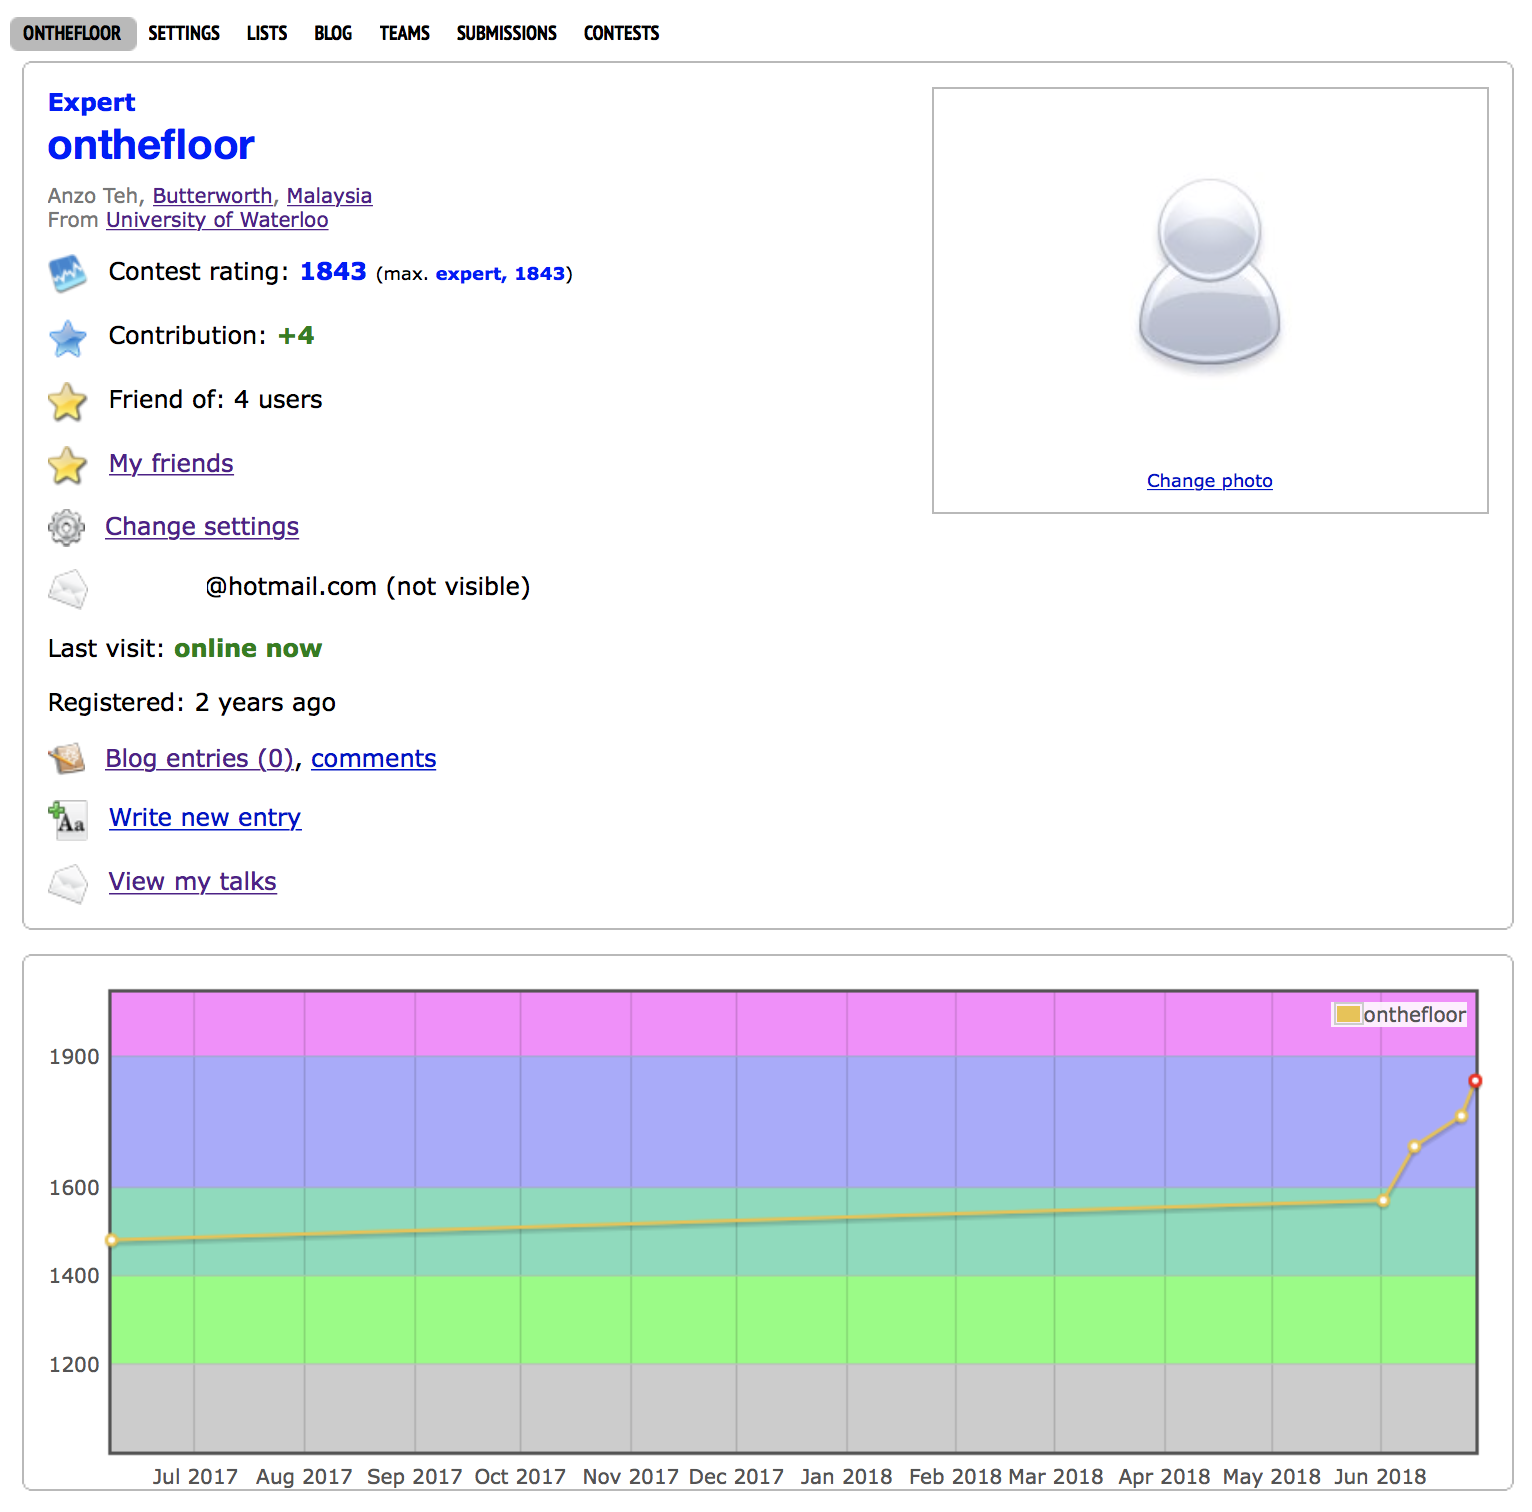 ONTHEFLOOR SETTINGS LISTS BLOG TEAMS SUBMISSIONS CONTESTS
Expert
onthefloor
Anzo Teh, Butterworth, Malaysia
From University of Waterloo
Contest rating: 1843 (max. expert, 1843)
Contribution: +4
Friend of: 4 users
My friends
Change settings
@hotmail.com (not visible)
Last visit: online now
Registered: 2 years ago
Blog entries (0), comments
Write new entry
Aa
View my talks
Change photo
onthefloor
1900
1600
1400
1200
Jul 2017 Aug 2017 Sep 2017 Oct 2017 Nov 2017 Dec 2017 Jan 2018 Feb 2018 Mar 2018 Apr 2018 May 2018 Jun 2018